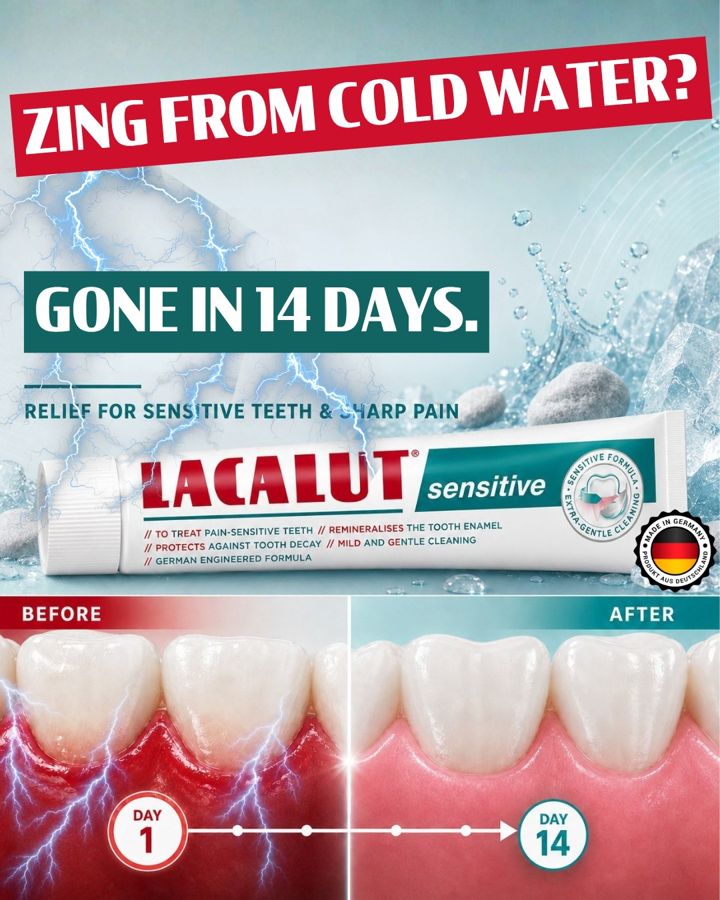 ZING FROM COLD WATER?
GONE IN 14 DAYS.
RELIEF FOR SENSITIVE TEETH & SHARP PAIN
LACALUT® sensitive
// TO TREAT PAIN-SENSITIVE TEETH // REMINERALISES THE TOOTH ENAMEL
// PROTECTS AGAINST TOOTH DECAY // MILD AND GENTLE CLEANING
// GERMAN ENGINEERED FORMULA
• SENSITIVE FORMULA •
EXTRA-GENTLE CLEANING
MADE IN GERMANY
PRODUKT AUS DEUTSCHLAND
BEFORE
AFTER
DAY
1
DAY
14